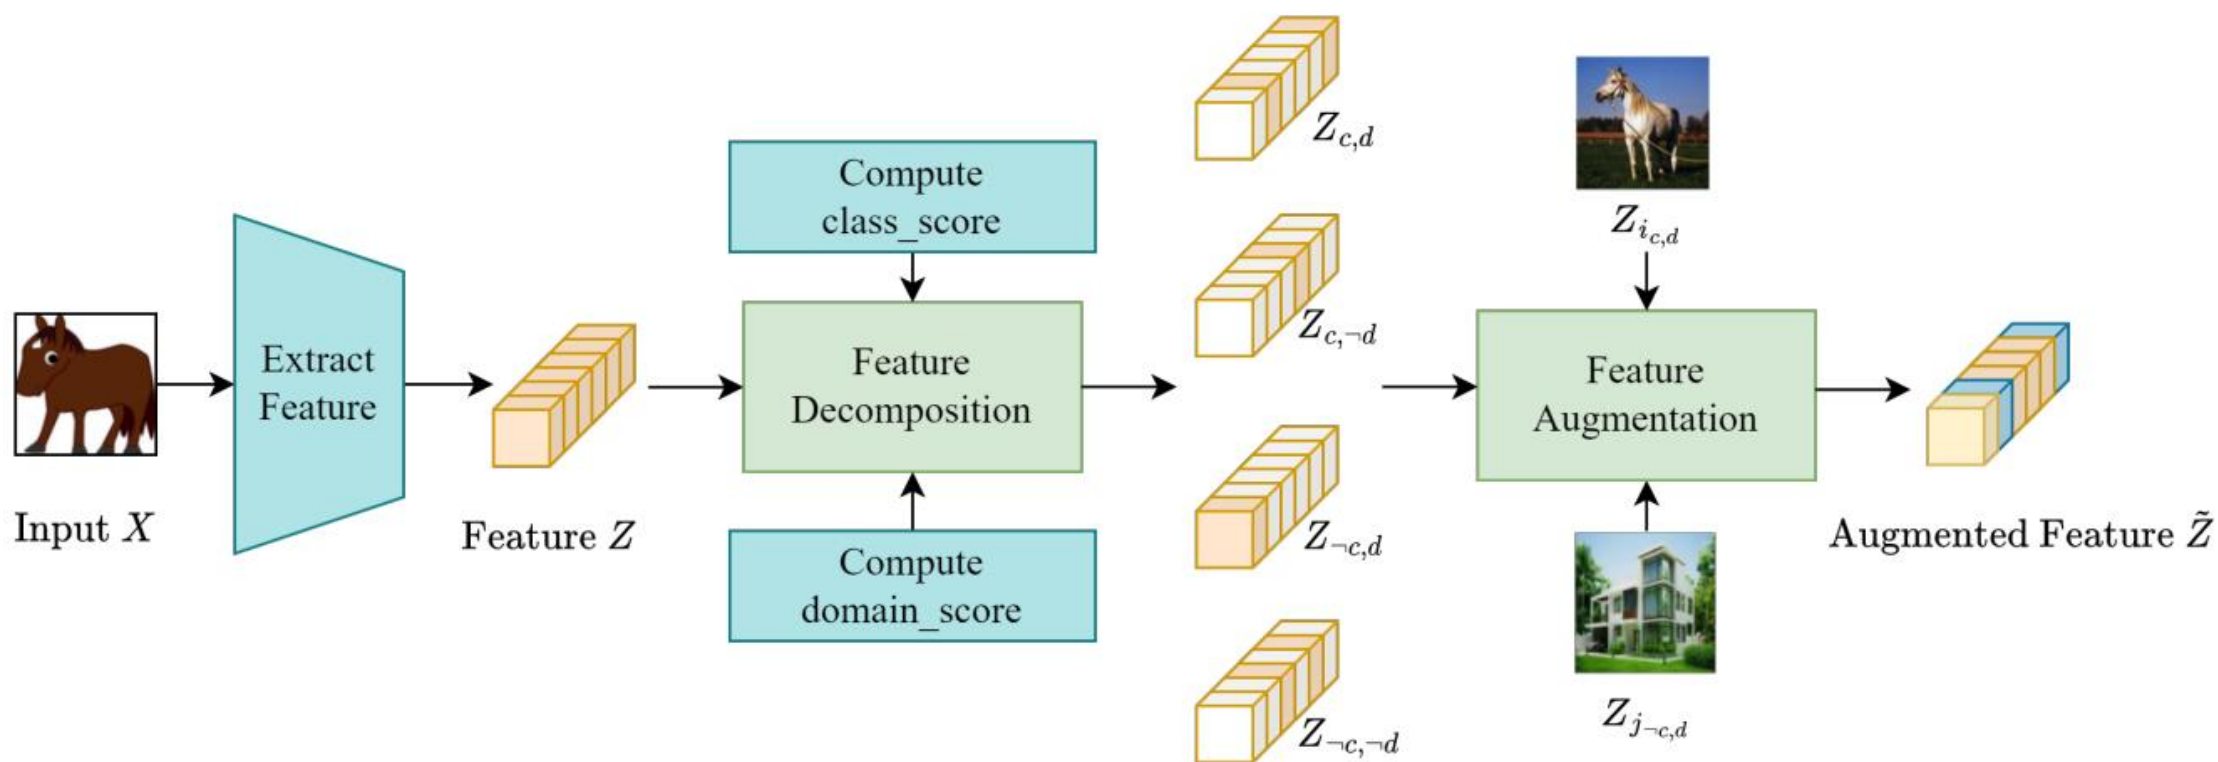 Input X
Extract
Feature
Feature Z
Compute
class_score
Feature
Decomposition
Compute
domain_score
Z_{c,d}
Z_{c,¬d}
Z_{¬c,d}
Z_{¬c,¬d}
Z_{i_{c,d}}
Feature
Augmentation
Z_{j_{¬c,d}}
Augmented Feature Z̃